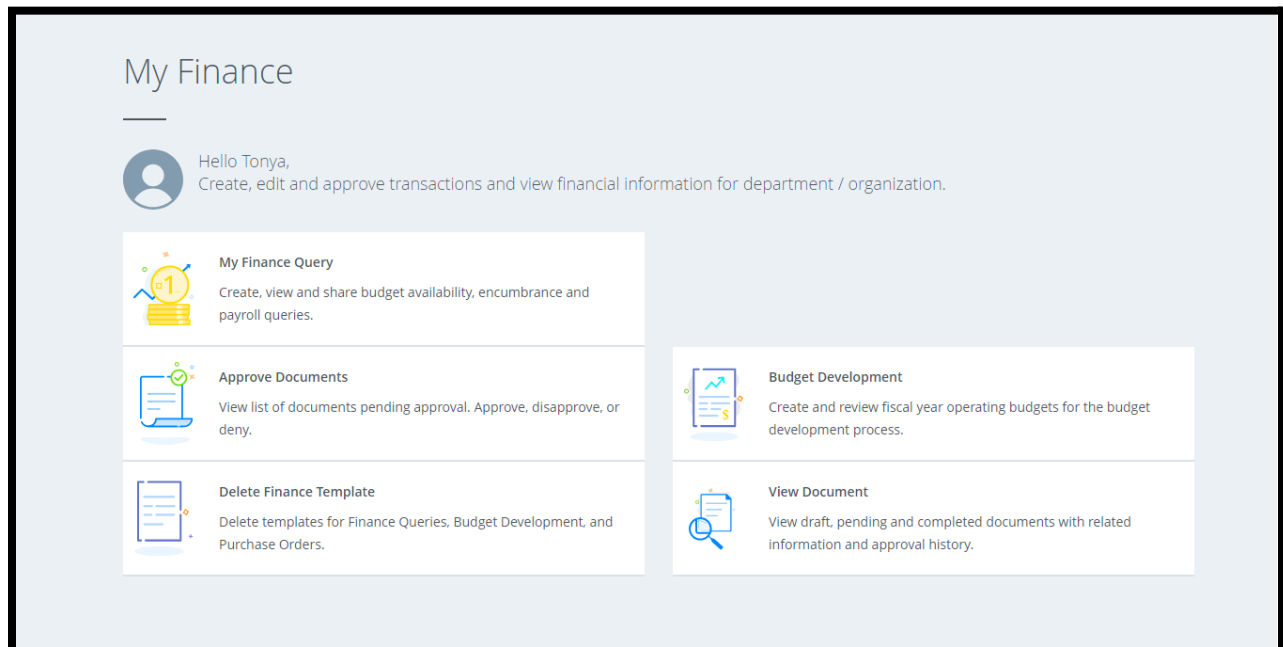 My Finance
Hello Tonya,
Create, edit and approve transactions and view financial information for department / organization.
1
My Finance Query
Create, view and share budget availability, encumbrance and
payroll queries.
Approve Documents
View list of documents pending approval. Approve, disapprove, or
deny.
$
Budget Development
Create and review fiscal year operating budgets for the budget
development process.
Delete Finance Template
Delete templates for Finance Queries, Budget Development, and
Purchase Orders.
View Document
View draft, pending and completed documents with related
information and approval history.